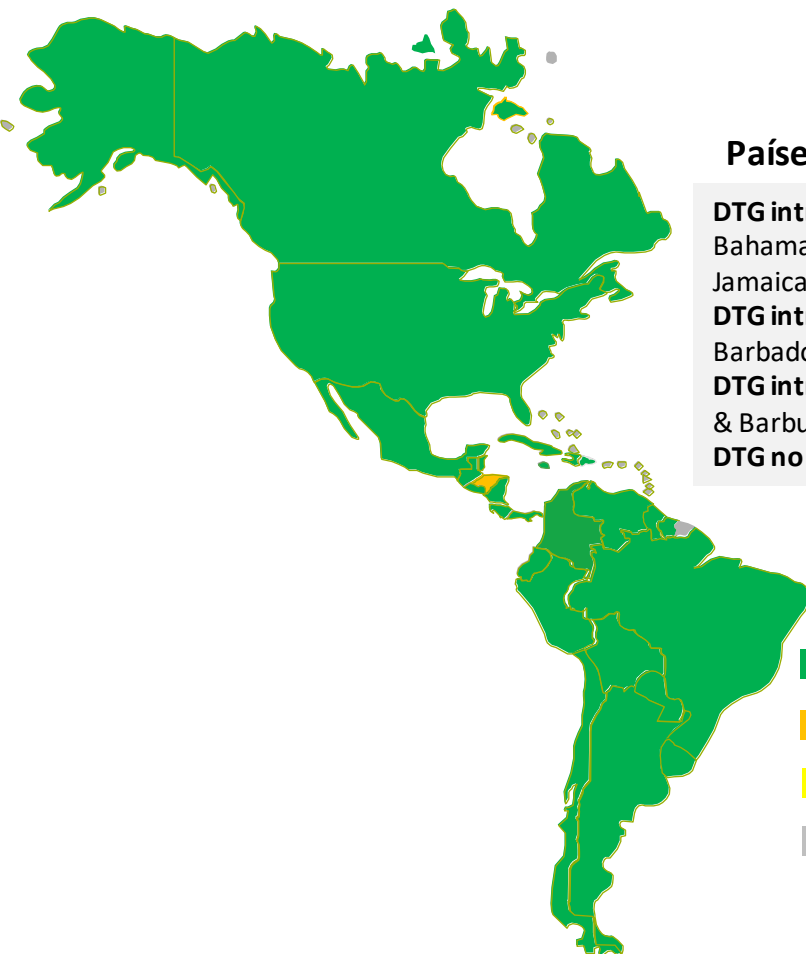 Paíse
DTG int
Bahama
Jamaica
DTG int
Barbado
DTG int
& Barbu
DTG no